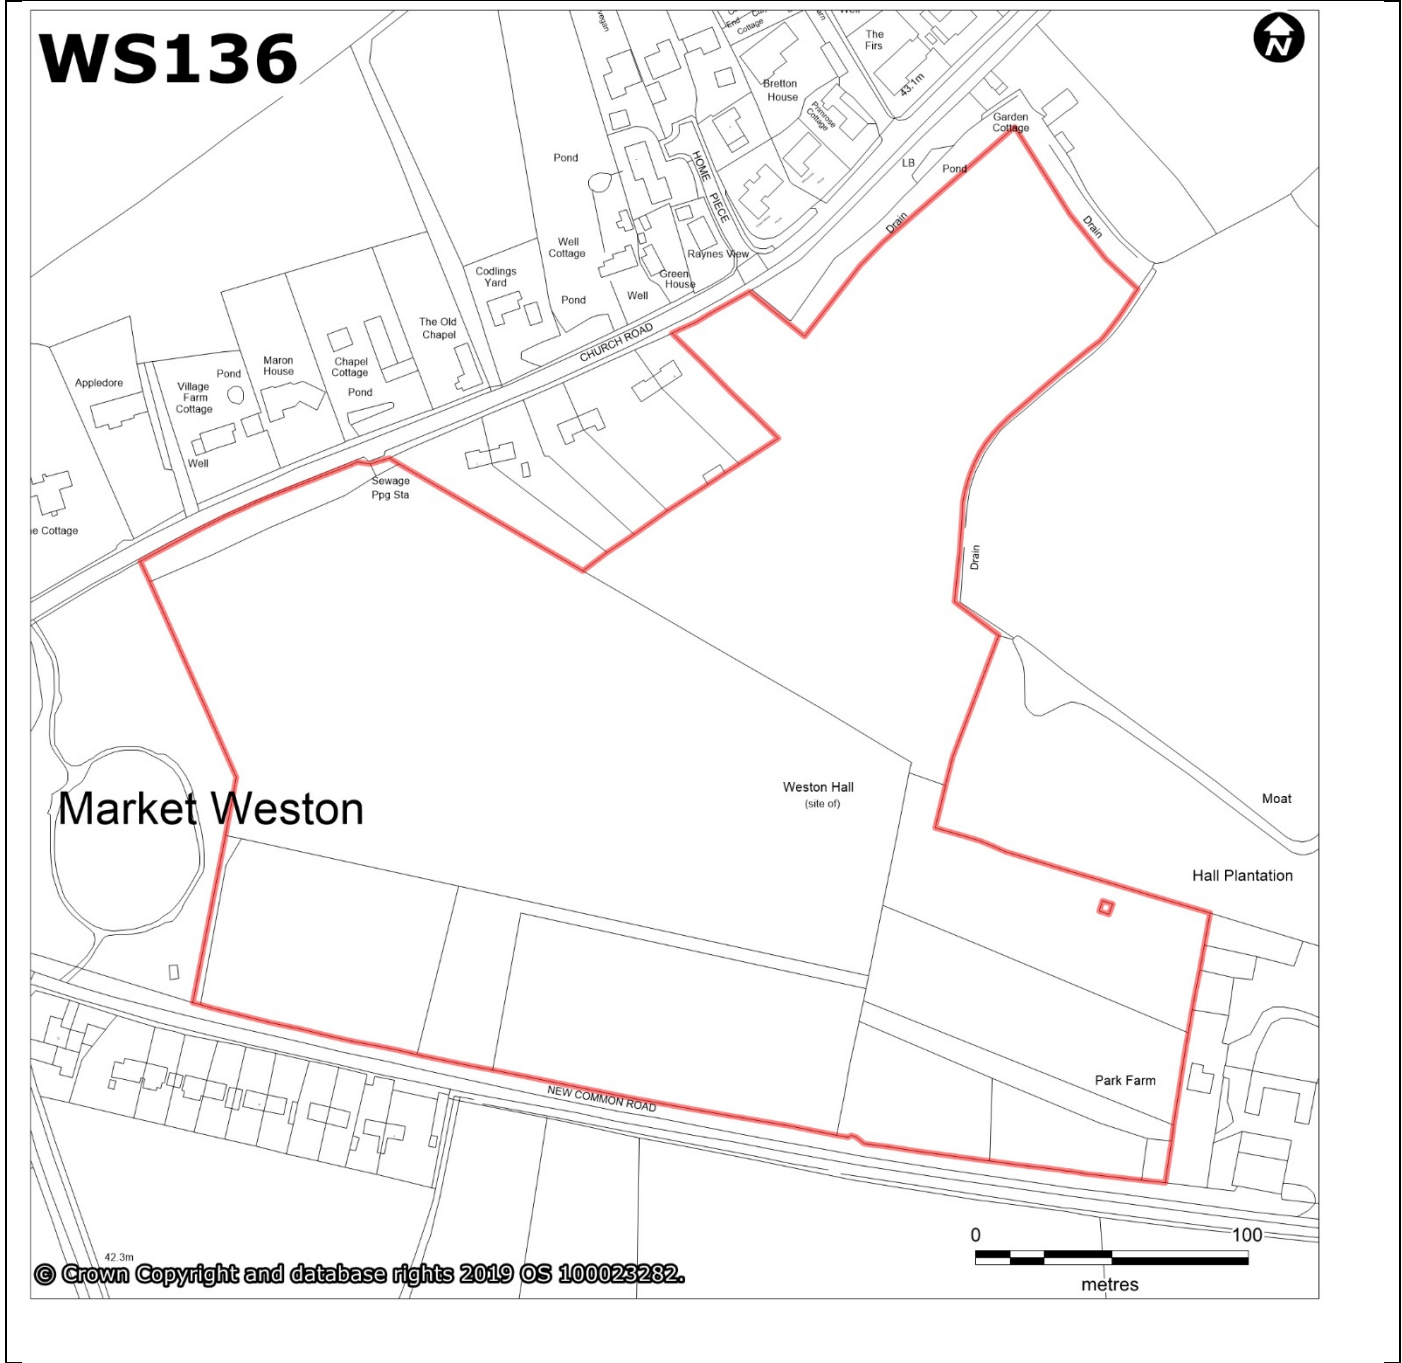 WS136
N
The
Firs
43.1m
End
Cottage
Bretton
House
Primrose
Cottage
Garden
Cottage
LB
Pond
Drain
Drain
Pond
HOME PIECE
Well
Cottage
Raynes View
Green
House
Pond
Well
Codlings
Yard
CHURCH ROAD
The Old
Chapel
Maron
House
Chapel
Cottage
Pond
Pond
Appledore
Village
Farm
Cottage
Well
Sewage
Ppg Sta
e Cottage
Drain
Market Weston
Weston Hall
(site of)
Moat
Hall Plantation
Park Farm
NEW COMMON ROAD
42.3m
0 100
metres
© Crown Copyright and database rights 2019 OS 100023282.